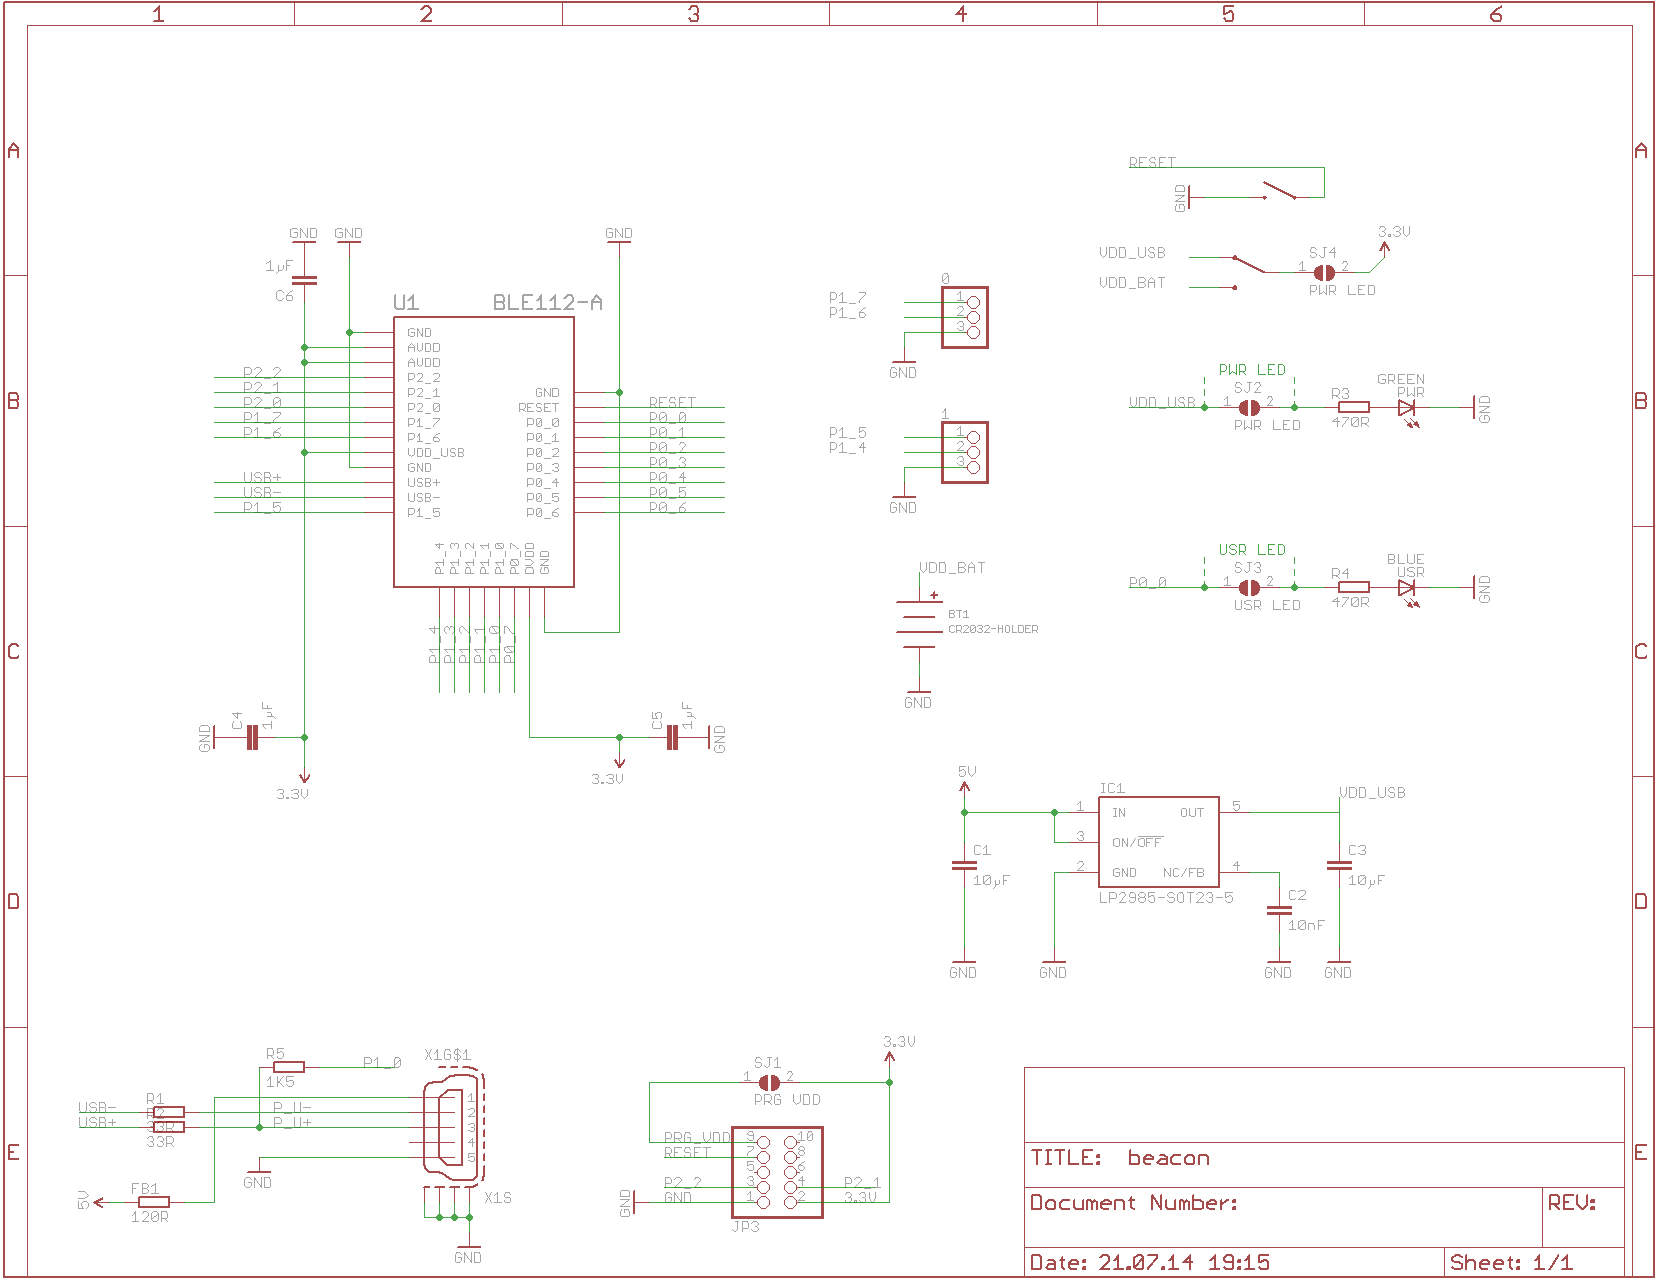 1 2 3 4 5 6
A A
B B
C C
D D
E E
GND GND GND
1µF
C6
U1 BLE112-A
GND
AVDD
AVDD
P2_2 P2_2
P2_1 P2_1
P2_0 P2_0
P1_7 P1_7
P1_6 P1_6
VDD_USB
GND
USB+ USB+
USB- USB-
P1_5 P1_5
GND
RESET RESET
P0_0 P0_0
P0_1 P0_1
P0_2 P0_2
P0_3 P0_3
P0_4 P0_4
P0_5 P0_5
P0_6 P0_6
P1_4 P1_3 P1_2 P1_1 P1_0 P0_7 DVDD GND
P1_4 P1_3 P1_2 P1_1 P1_0 P0_7
GND C4 1µF
3.3V
C5 1µF GND
3.3V
0
P1_7 1
P1_6 2
3
GND
1
P1_5 1
P1_4 2
3
GND
VDD_BAT
+
BT1
CR2032-HOLDER
GND
RESET
GND
3.3V
VDD_USB SJ4
1 2
VDD_BAT PWR LED
PWR LED GREEN
SJ2 PWR
VDD_USB 1 2 R3 GND
PWR LED 470R
USR LED BLUE
SJ3 USR
P0_0 1 2 R4 GND
USR LED 470R
5V IC1 VDD_USB
1 IN OUT 5
3 ON/OFF
2 GND NC/FB 4
LP2985-SOT23-5
C1 C3
10µF 10µF
C2
10nF
GND GND GND GND
R5 P1_0 X1G$1
1K5
USB- R1 P_U- 1
USB+ R2 P_U+ 2
33R 3
33R 4
5
GND
5V FB1 X1S
120R
GND
3.3V
SJ1
1 2
PRG VDD
PRG_VDD 9 10
RESET 7 8
5 6
P2_2 3 4 P2_1
GND GND 1 2 3.3V
JP3
TITLE: beacon
Document Number: REV:
Date: 21.07.14 19:15 Sheet: 1/1